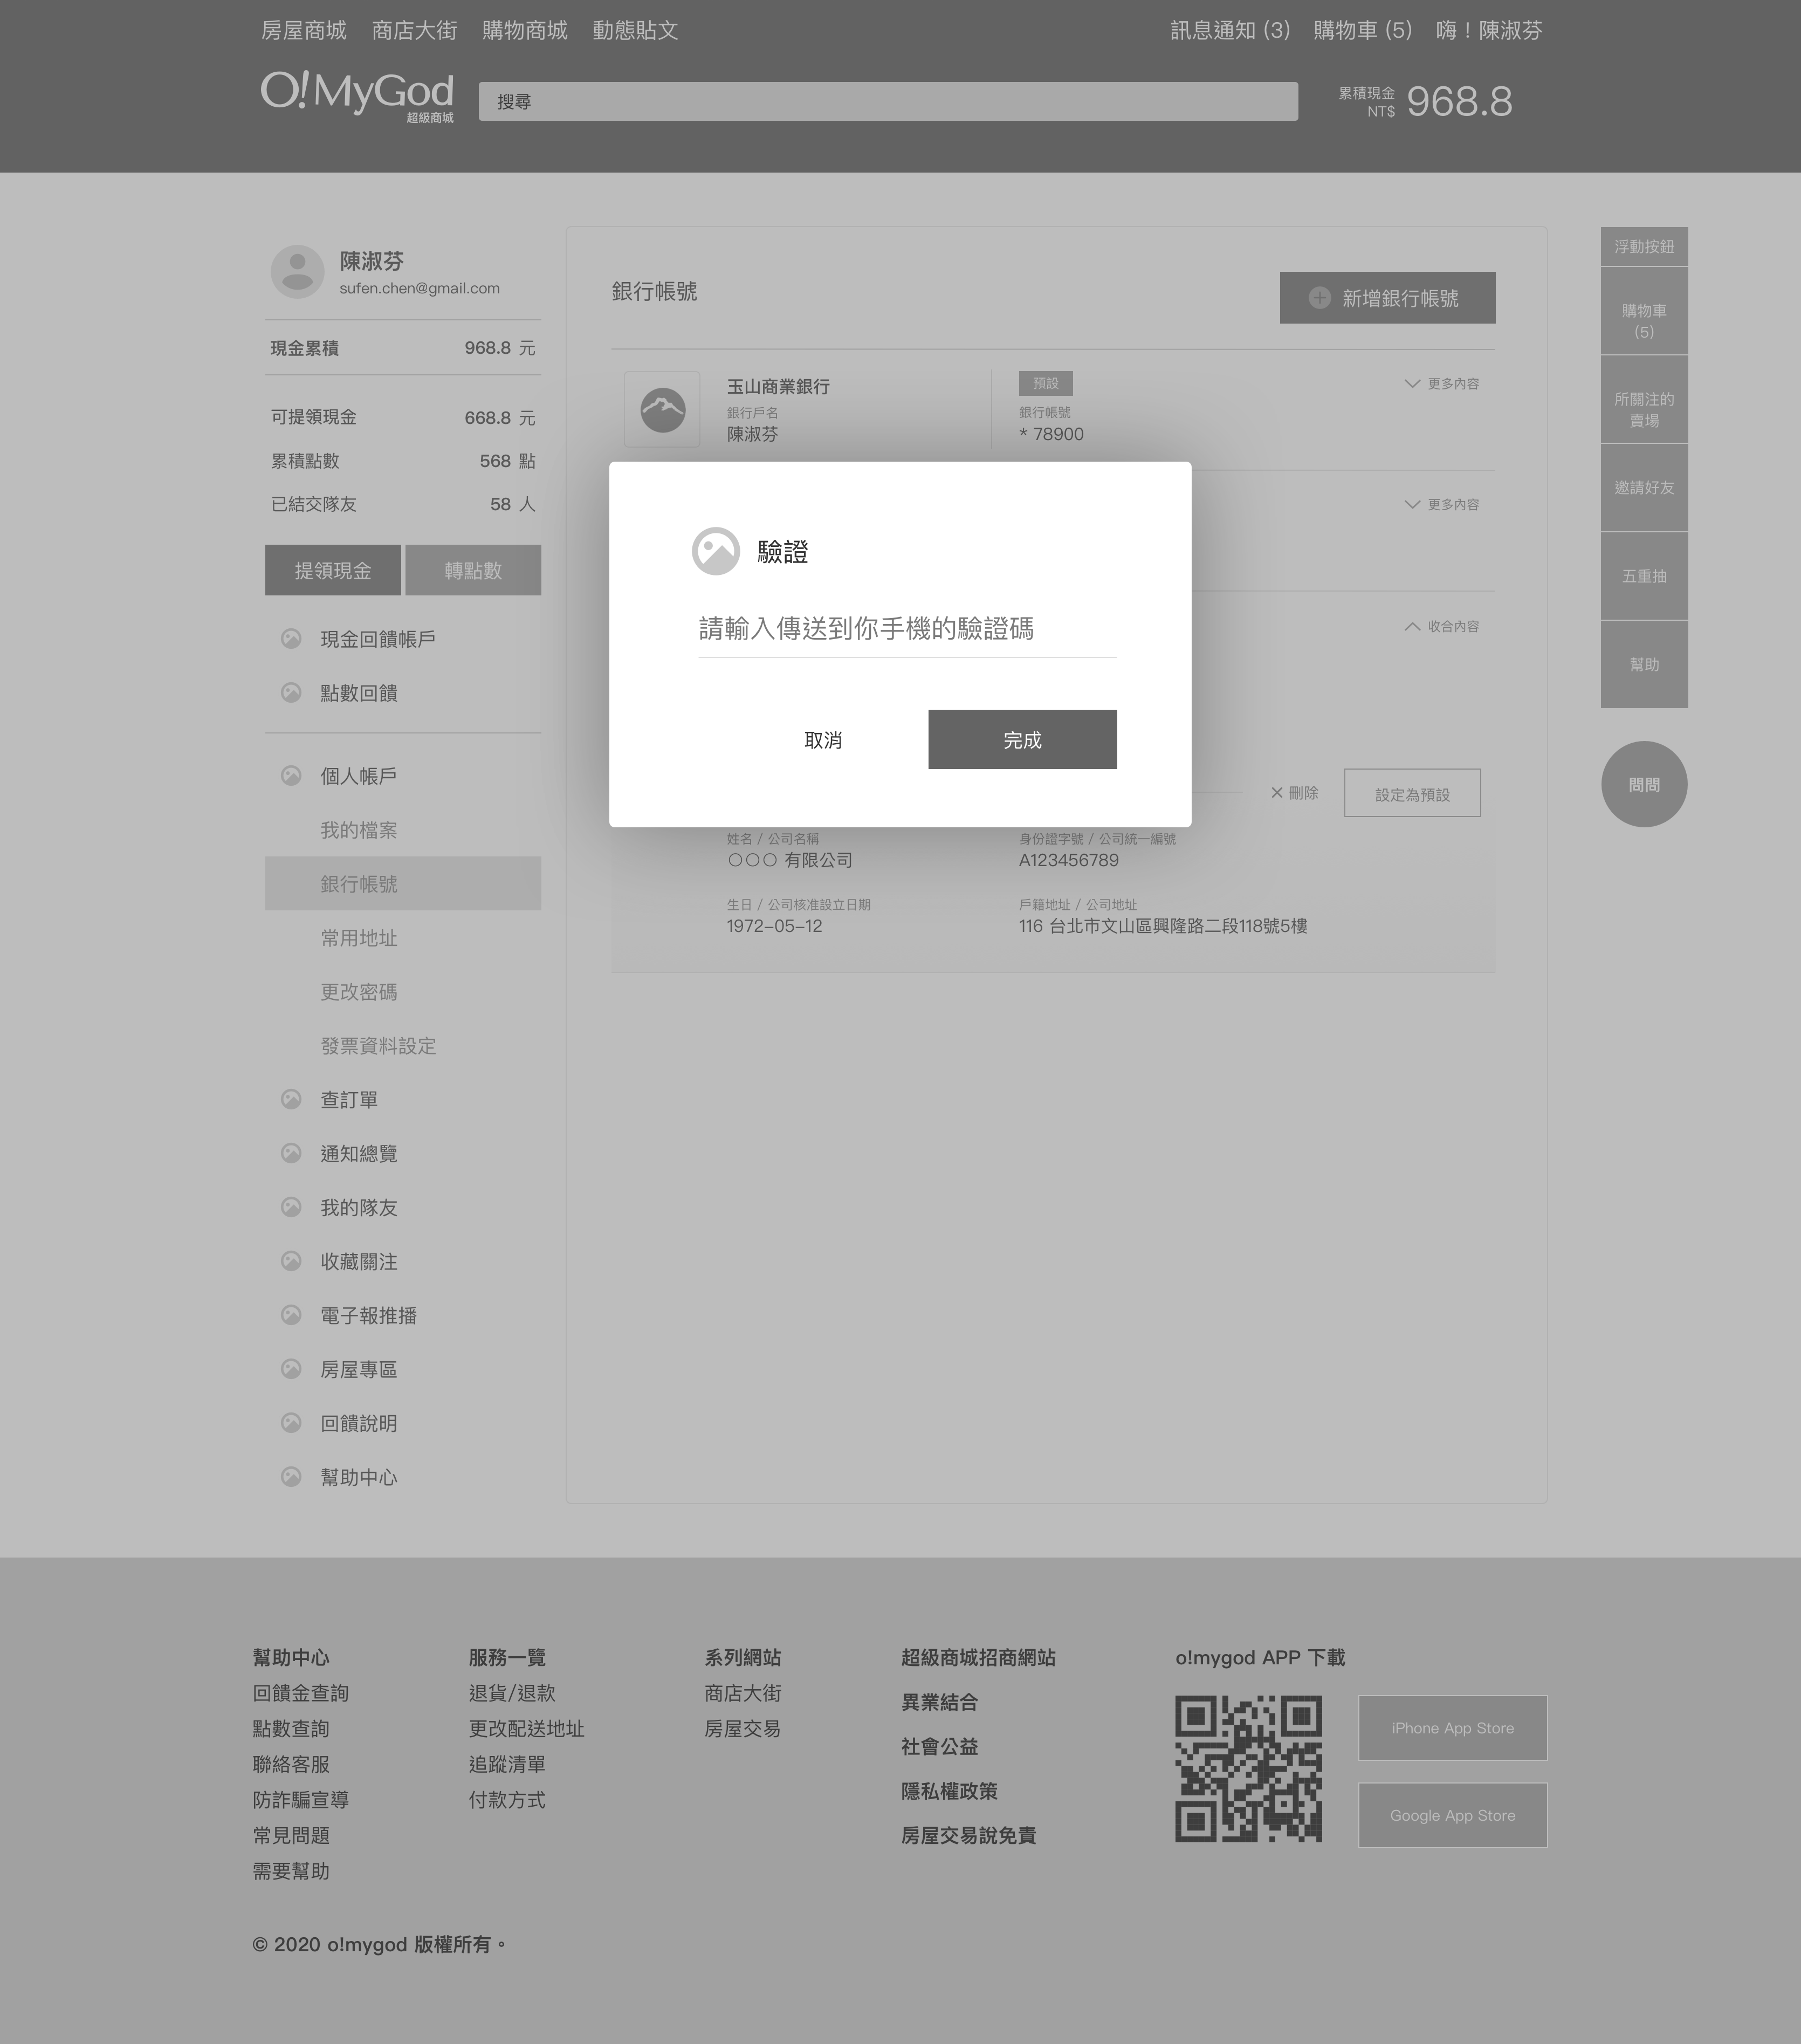 房屋商城 商店大街 購物商城 動態貼文 訊息通知 (3) 購物車 (5) 嗨！陳淑芬
O!MyGod
超級商城
搜尋
累積現金
NT$
968.8
陳淑芬
sufen.chen@gmail.com
現金累積 968.8 元
可提領現金 668.8 元
累積點數 568 點
已結交隊友 58 人
提領現金 轉點數
現金回饋帳戶
點數回饋
個人帳戶
我的檔案
銀行帳號
常用地址
更改密碼
發票資料設定
查訂單
通知總覽
我的隊友
收藏關注
電子報推播
房屋專區
回饋說明
幫助中心
銀行帳號
新增銀行帳號
玉山商業銀行
銀行戶名
陳淑芬
預設
銀行帳號
* 78900
更多內容
更多內容
收合內容
驗證
請輸入傳送到你手機的驗證碼
取消 完成
刪除 設定為預設
姓名 / 公司名稱
○○○ 有限公司
身份證字號 / 公司統一編號
A123456789
生日 / 公司核准設立日期
1972-05-12
戶籍地址 / 公司地址
116 台北市文山區興隆路二段118號5樓
浮動按鈕
購物車
(5)
所關注的
賣場
邀請好友
五重抽
幫助
問問
幫助中心
回饋金查詢
點數查詢
聯絡客服
防詐騙宣導
常見問題
需要幫助
服務一覽
退貨/退款
更改配送地址
追蹤清單
付款方式
系列網站
商店大街
房屋交易
超級商城招商網站
異業結合
社會公益
隱私權政策
房屋交易說免責
o!mygod APP 下載
iPhone App Store
Google App Store
© 2020 o!mygod 版權所有。